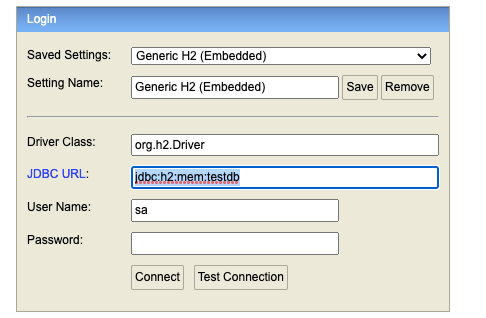 Login
Saved Settings: Generic H2 (Embedded)
Setting Name: Generic H2 (Embedded) Save Remove
Driver Class: org.h2.Driver
JDBC URL: jdbc:h2:mem:testdb
User Name: sa
Password:
Connect Test Connection